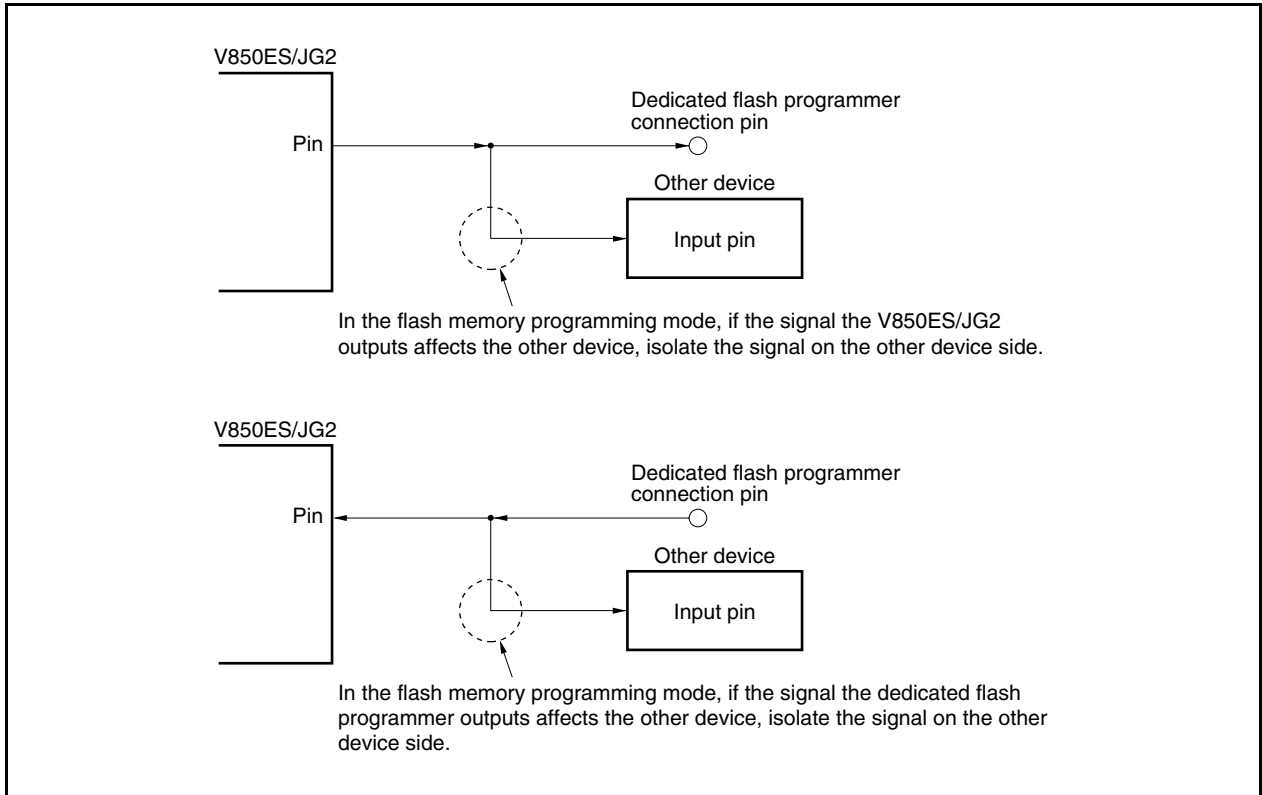 V850ES/JG2
Dedicated flash programmer
connection pin
Pin
Other device
Input pin
In the flash memory programming mode, if the signal the V850ES/JG2
outputs affects the other device, isolate the signal on the other device side.
V850ES/JG2
Dedicated flash programmer
connection pin
Pin
Other device
Input pin
In the flash memory programming mode, if the signal the dedicated flash
programmer outputs affects the other device, isolate the signal on the other
device side.